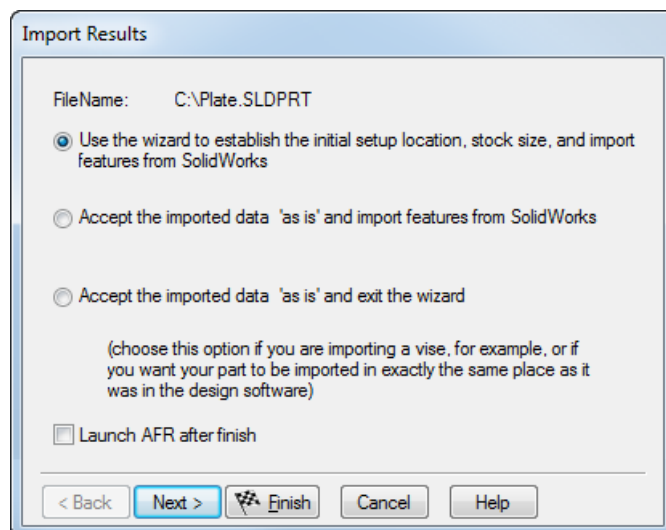 Import Results
FileName: C:\Plate.SLDPRT
Use the wizard to establish the initial setup location, stock size, and import
features from SolidWorks
Accept the imported data 'as is' and import features from SolidWorks
Accept the imported data 'as is' and exit the wizard
(choose this option if you are importing a vise, for example, or if
you want your part to be imported in exactly the same place as it
was in the design software)
Launch AFR after finish
< Back Next > Finish Cancel Help